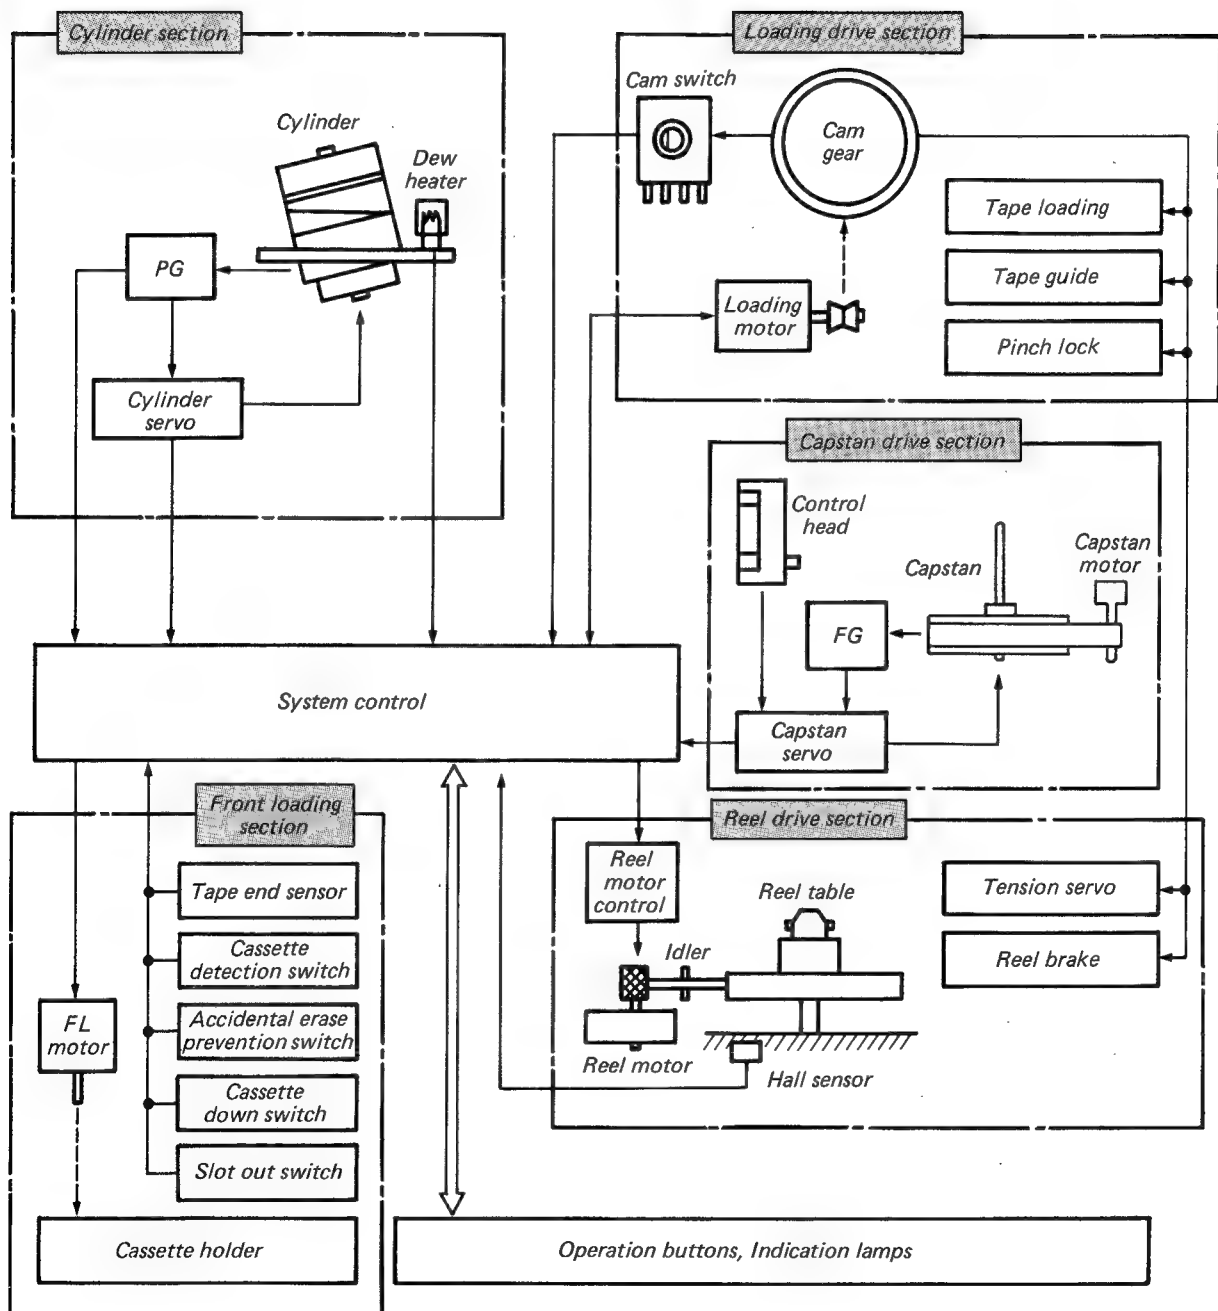 Cylinder section
Cylinder
Dew
heater
PG
Cylinder
servo
Loading drive section
Cam switch
Cam
gear
Tape loading
Loading
motor
Tape guide
Pinch lock
Capstan drive section
Control
head
Capstan
Capstan
motor
FG
Capstan
servo
System control
Front loading
section
Tape end sensor
Cassette
detection switch
FL
motor
Accidental erase
prevention switch
Cassette
down switch
Slot out switch
Cassette holder
Reel drive section
Reel
motor
control
Reel table
Idler
Tension servo
Reel brake
Reel motor
Hall sensor
Operation buttons, Indication lamps